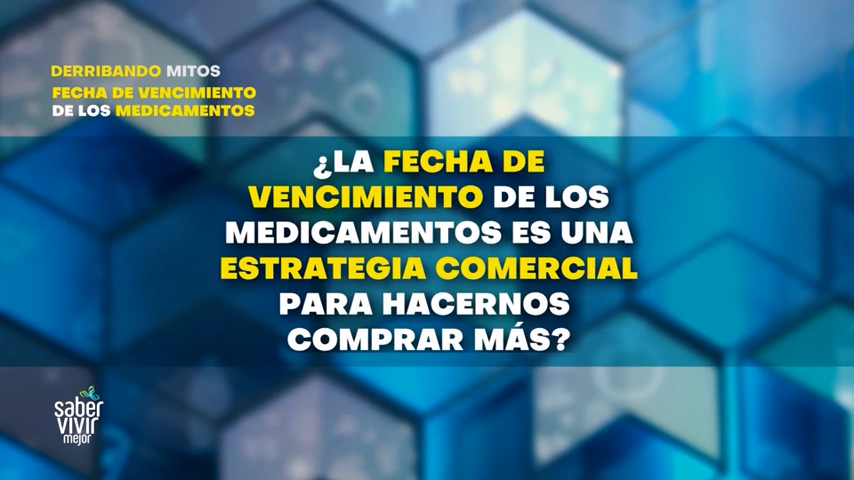 DERRIBANDO MITOS
FECHA DE VENCIMIENTO
DE LOS MEDICAMENTOS
¿LA FECHA DE
VENCIMIENTO DE LOS
MEDICAMENTOS ES UNA
ESTRATEGIA COMERCIAL
PARA HACERNOS
COMPRAR MÁS?
saber
vivir
mejor